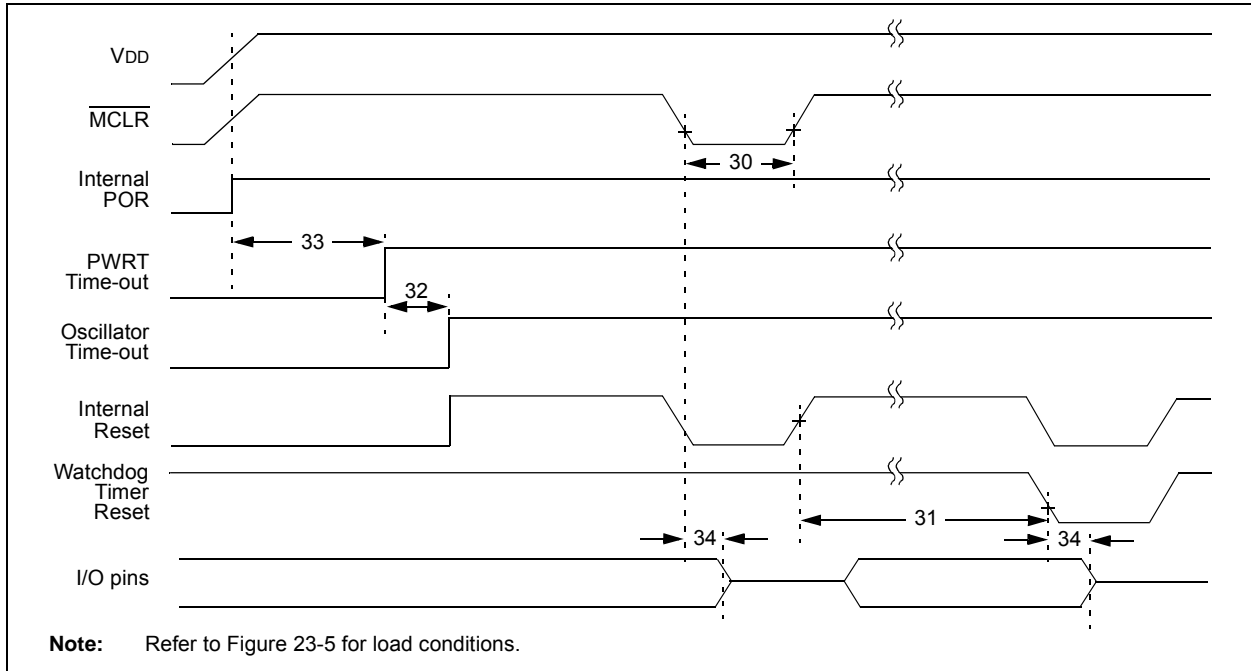 VDD
MCLR
30
Internal
POR
33
PWRT
Time-out
32
Oscillator
Time-out
Internal
Reset
Watchdog
Timer
Reset
31
34
34
I/O pins
Note: Refer to Figure 23-5 for load conditions.